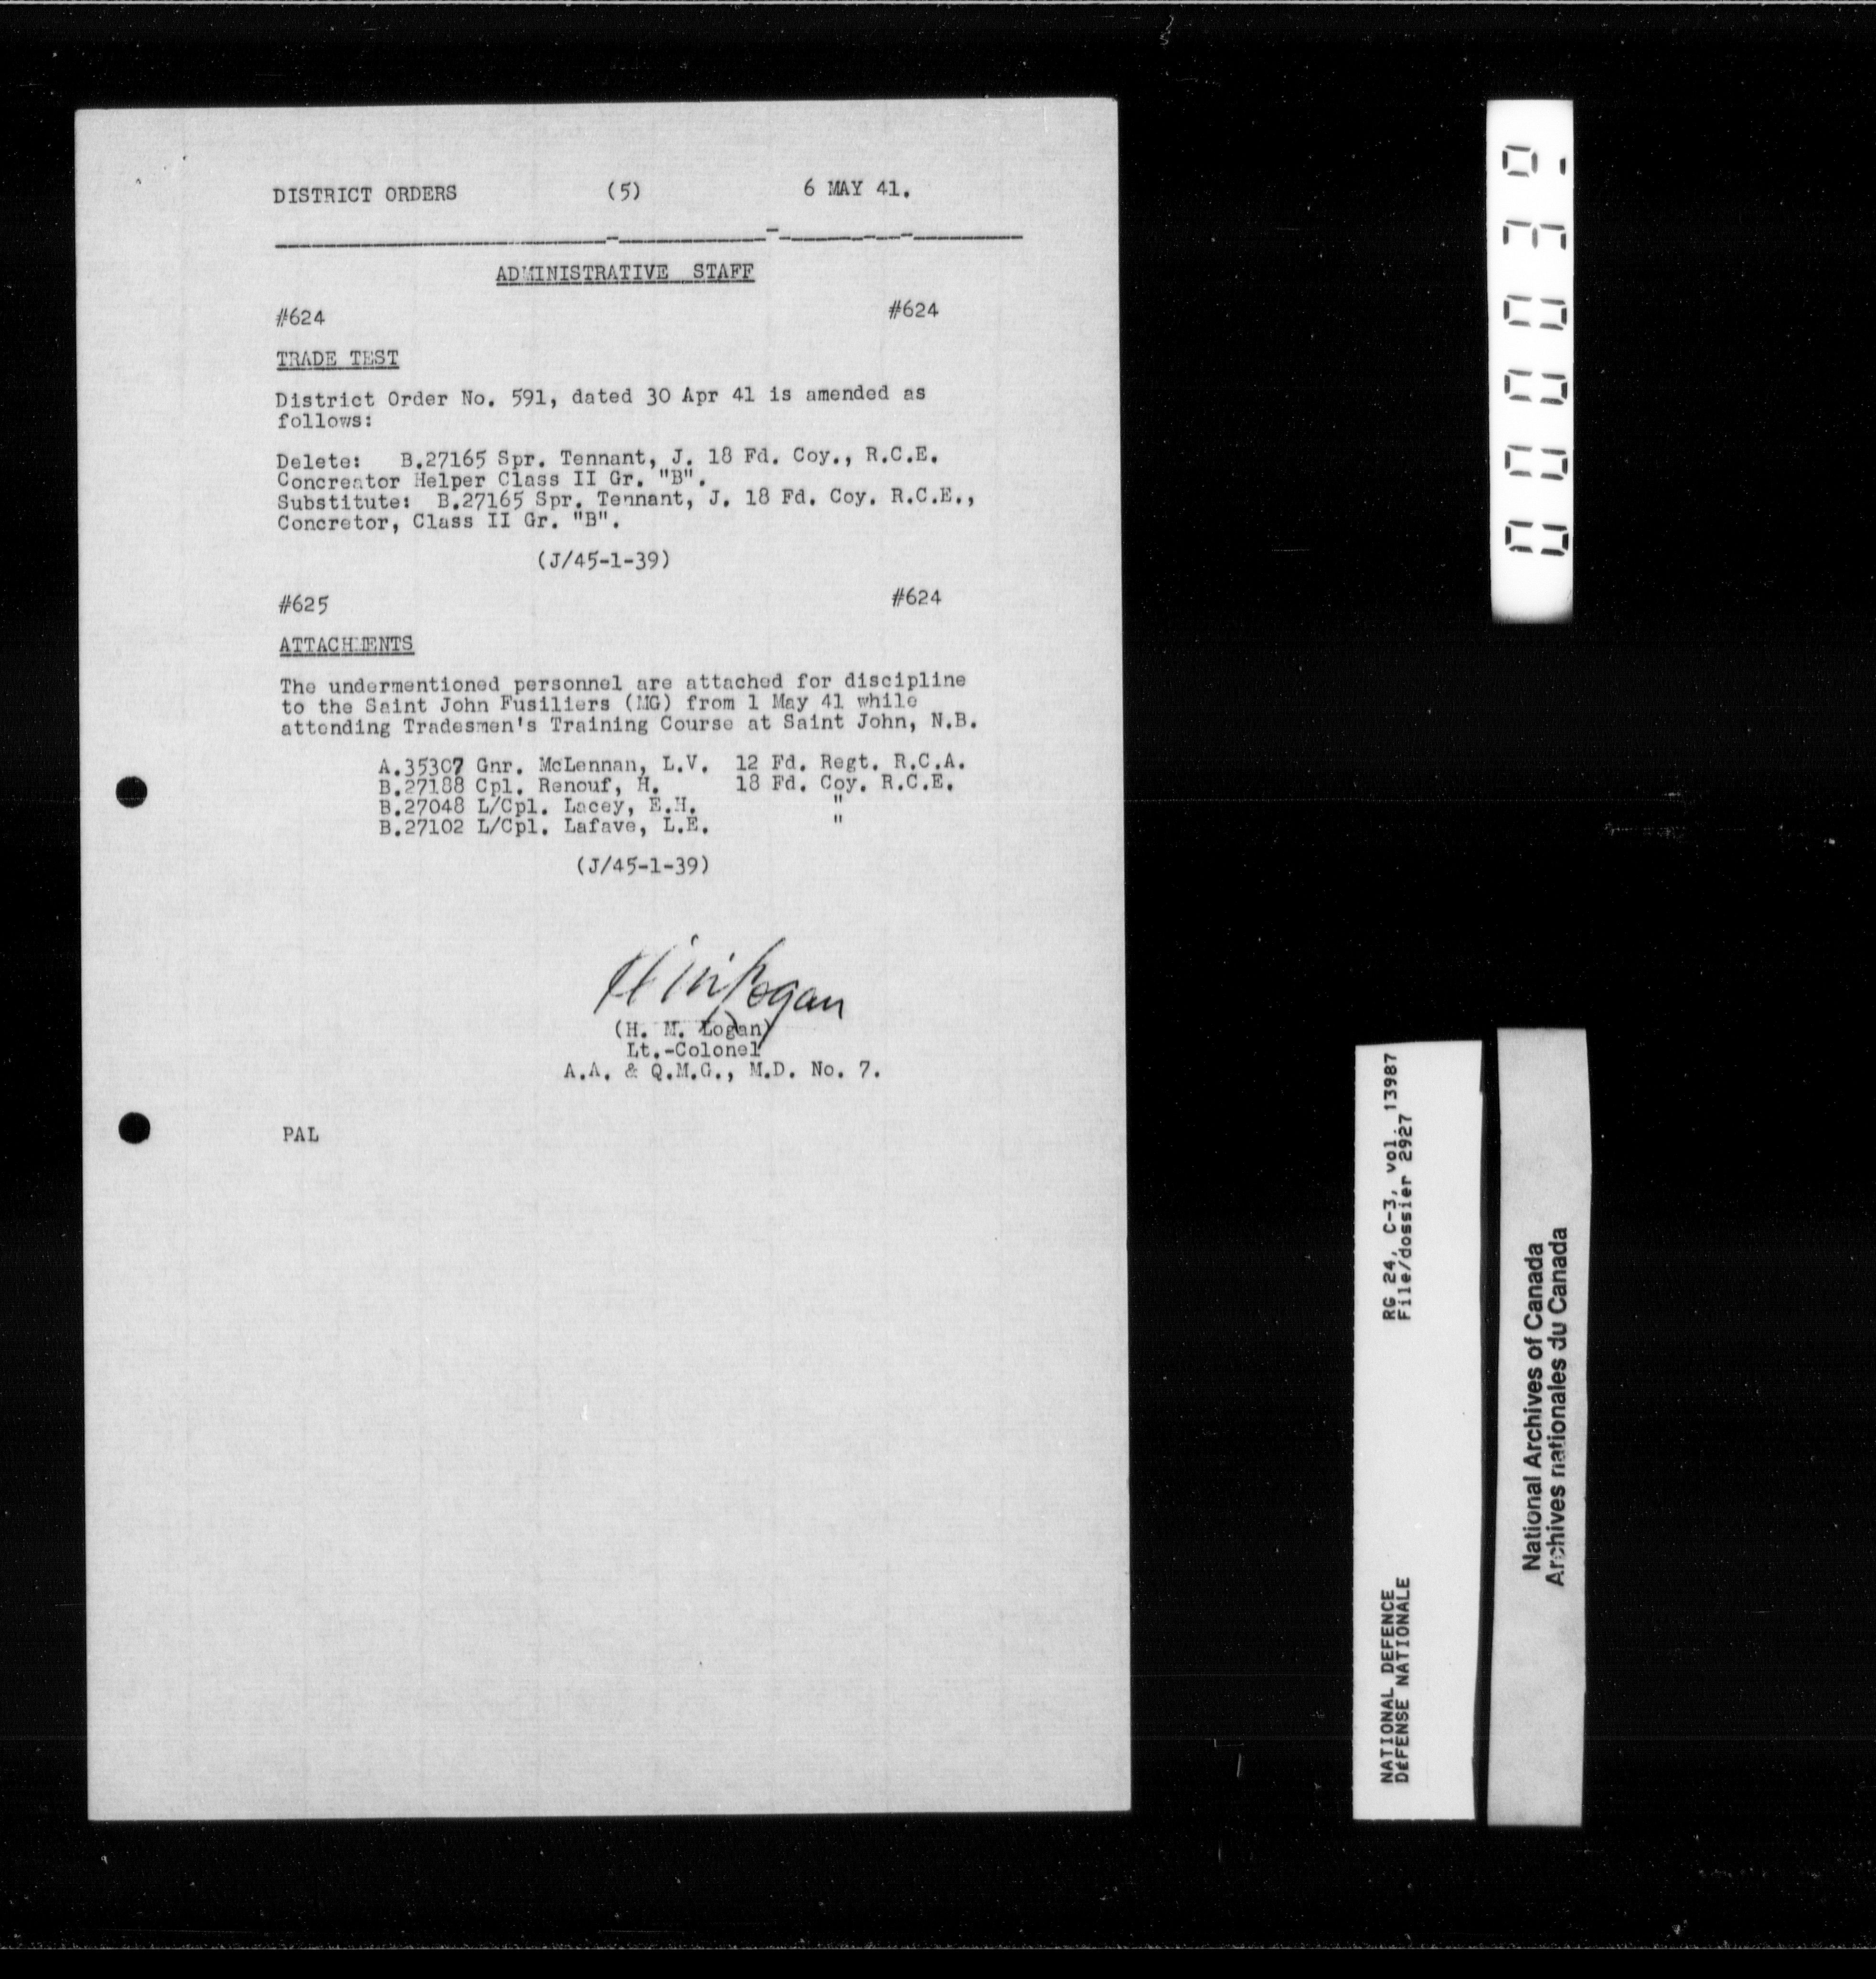 DISTRICT ORDERS (5) 6 MAY 41.
ADMINISTRATIVE STAFF
#624 #624
TRADE TEST
District Order No. 591, dated 30 Apr 41 is amended as
follows:
Delete: B.27165 Spr. Tennant, J. 18 Fd. Coy., R.C.E.
Concreator Helper Class II Gr. "B".
Substitute: B.27165 Spr. Tennant, J. 18 Fd. Coy. R.C.E.,
Concretor, Class II Gr. "B".
(J/45-1-39)
#625 #624
ATTACHMENTS
The undermentioned personnel are attached for discipline
to the Saint John Fusiliers (MG) from 1 May 41 while
attending Tradesmen's Training Course at Saint John, N.B.
A.35307 Gnr. McLennan, L.V. 12 Fd. Regt. R.C.A.
B.27188 Cpl. Renouf, H. 18 Fd. Coy. R.C.E.
B.27048 L/Cpl. Lacey, E.H. "
B.27102 L/Cpl. Lafave, L.E. "
(J/45-1-39)
H M Logan
(H. M. Logan)
Lt.-Colonel
A.A. & Q.M.G., M.D. No. 7.
PAL
NATIONAL DEFENCE RG 24, C-3, vol. 13987
DÉFENSE NATIONALE File/dossier 2927
National Archives of Canada
Archives nationales du Canada